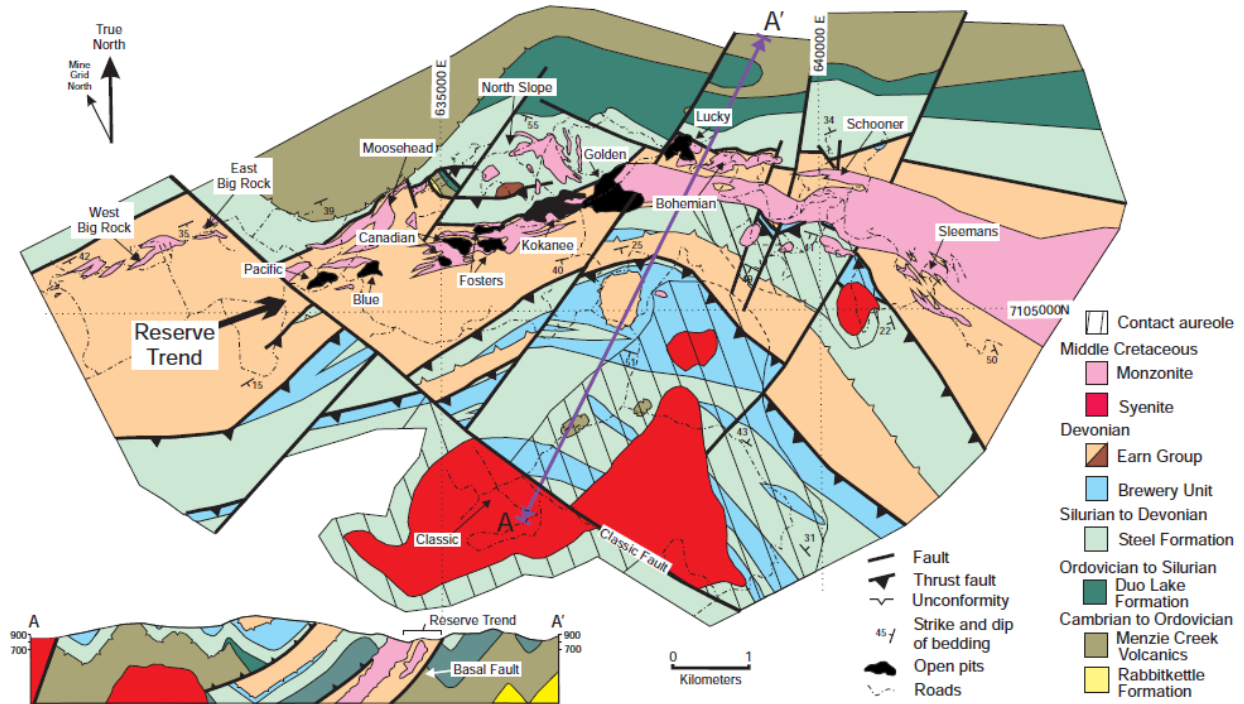 True
North
Mine
Grid
North
A'
635000 E
640000 E
North Slope
Lucky
34
Schooner
55
Moosehead
Golden
East
Big Rock
39
West
Big Rock
35
Bohemian
42
Canadian
Kokanee
25
41
Sleemans
Pacific
Blue
Fosters
40
49
7105000N
Reserve
Trend
22
50
15
51
43
A
Classic
Classic Fault
31
Contact aureole
Middle Cretaceous
Monzonite
Syenite
Devonian
Earn Group
Brewery Unit
Silurian to Devonian
Steel Formation
Ordovician to Silurian
Duo Lake
Formation
Cambrian to Ordovician
Menzie Creek
Volcanics
Rabbitkettle
Formation
Fault
Thrust fault
Unconformity
45
Strike and dip
of bedding
Open pits
Roads
0
1
Kilometers
A
Reserve Trend
A'
900
700
900
700
Basal Fault